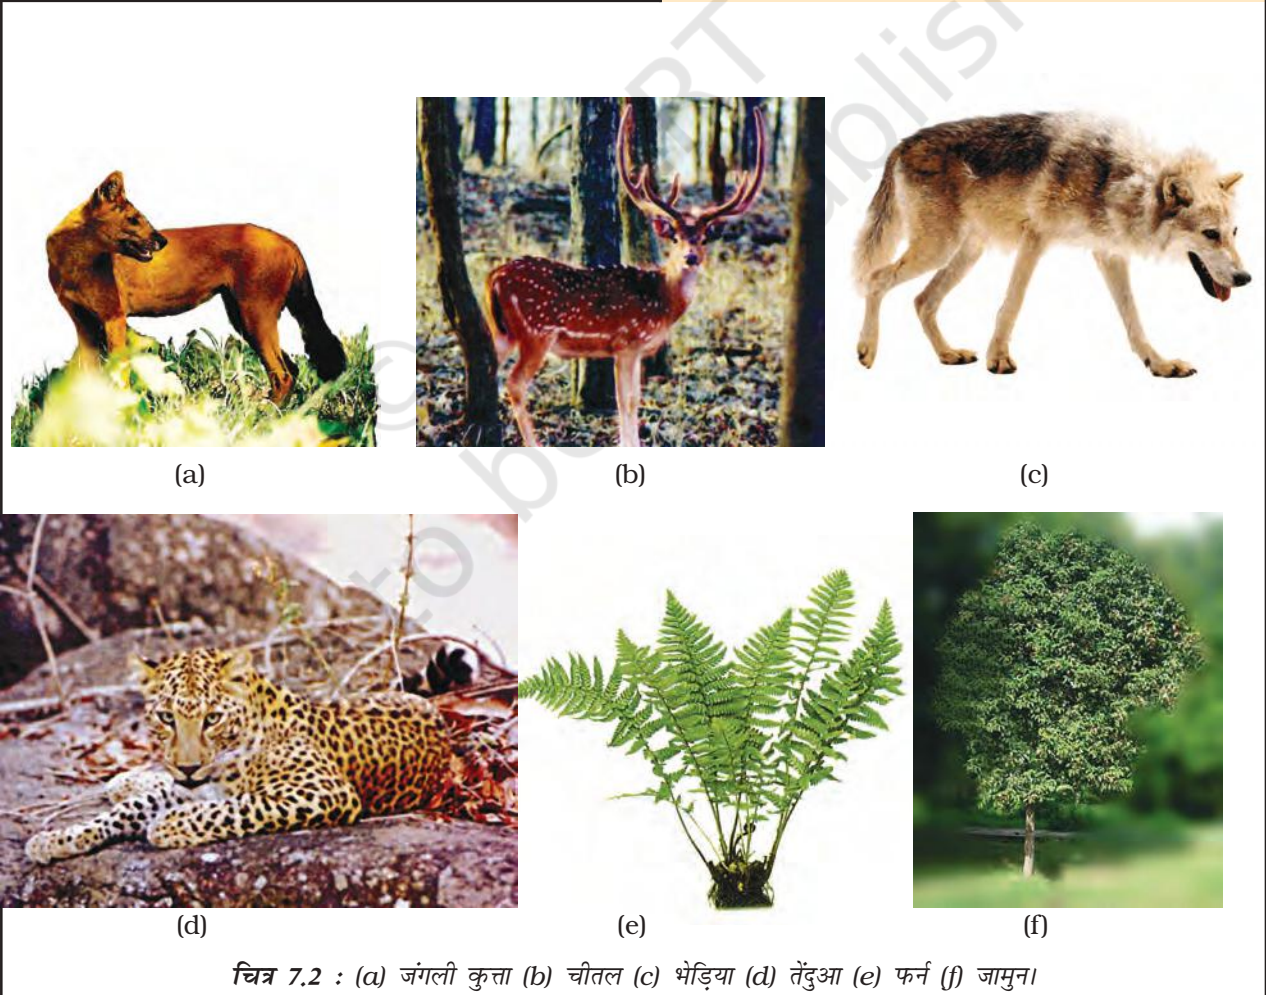 (a)
(b)
(c)
(d)
(e)
(f)
चित्र 7.2 : (a) जंगली कुत्ता (b) चीतल (c) भेड़िया (d) तेंदुआ (e) फर्न (f) जामुन।